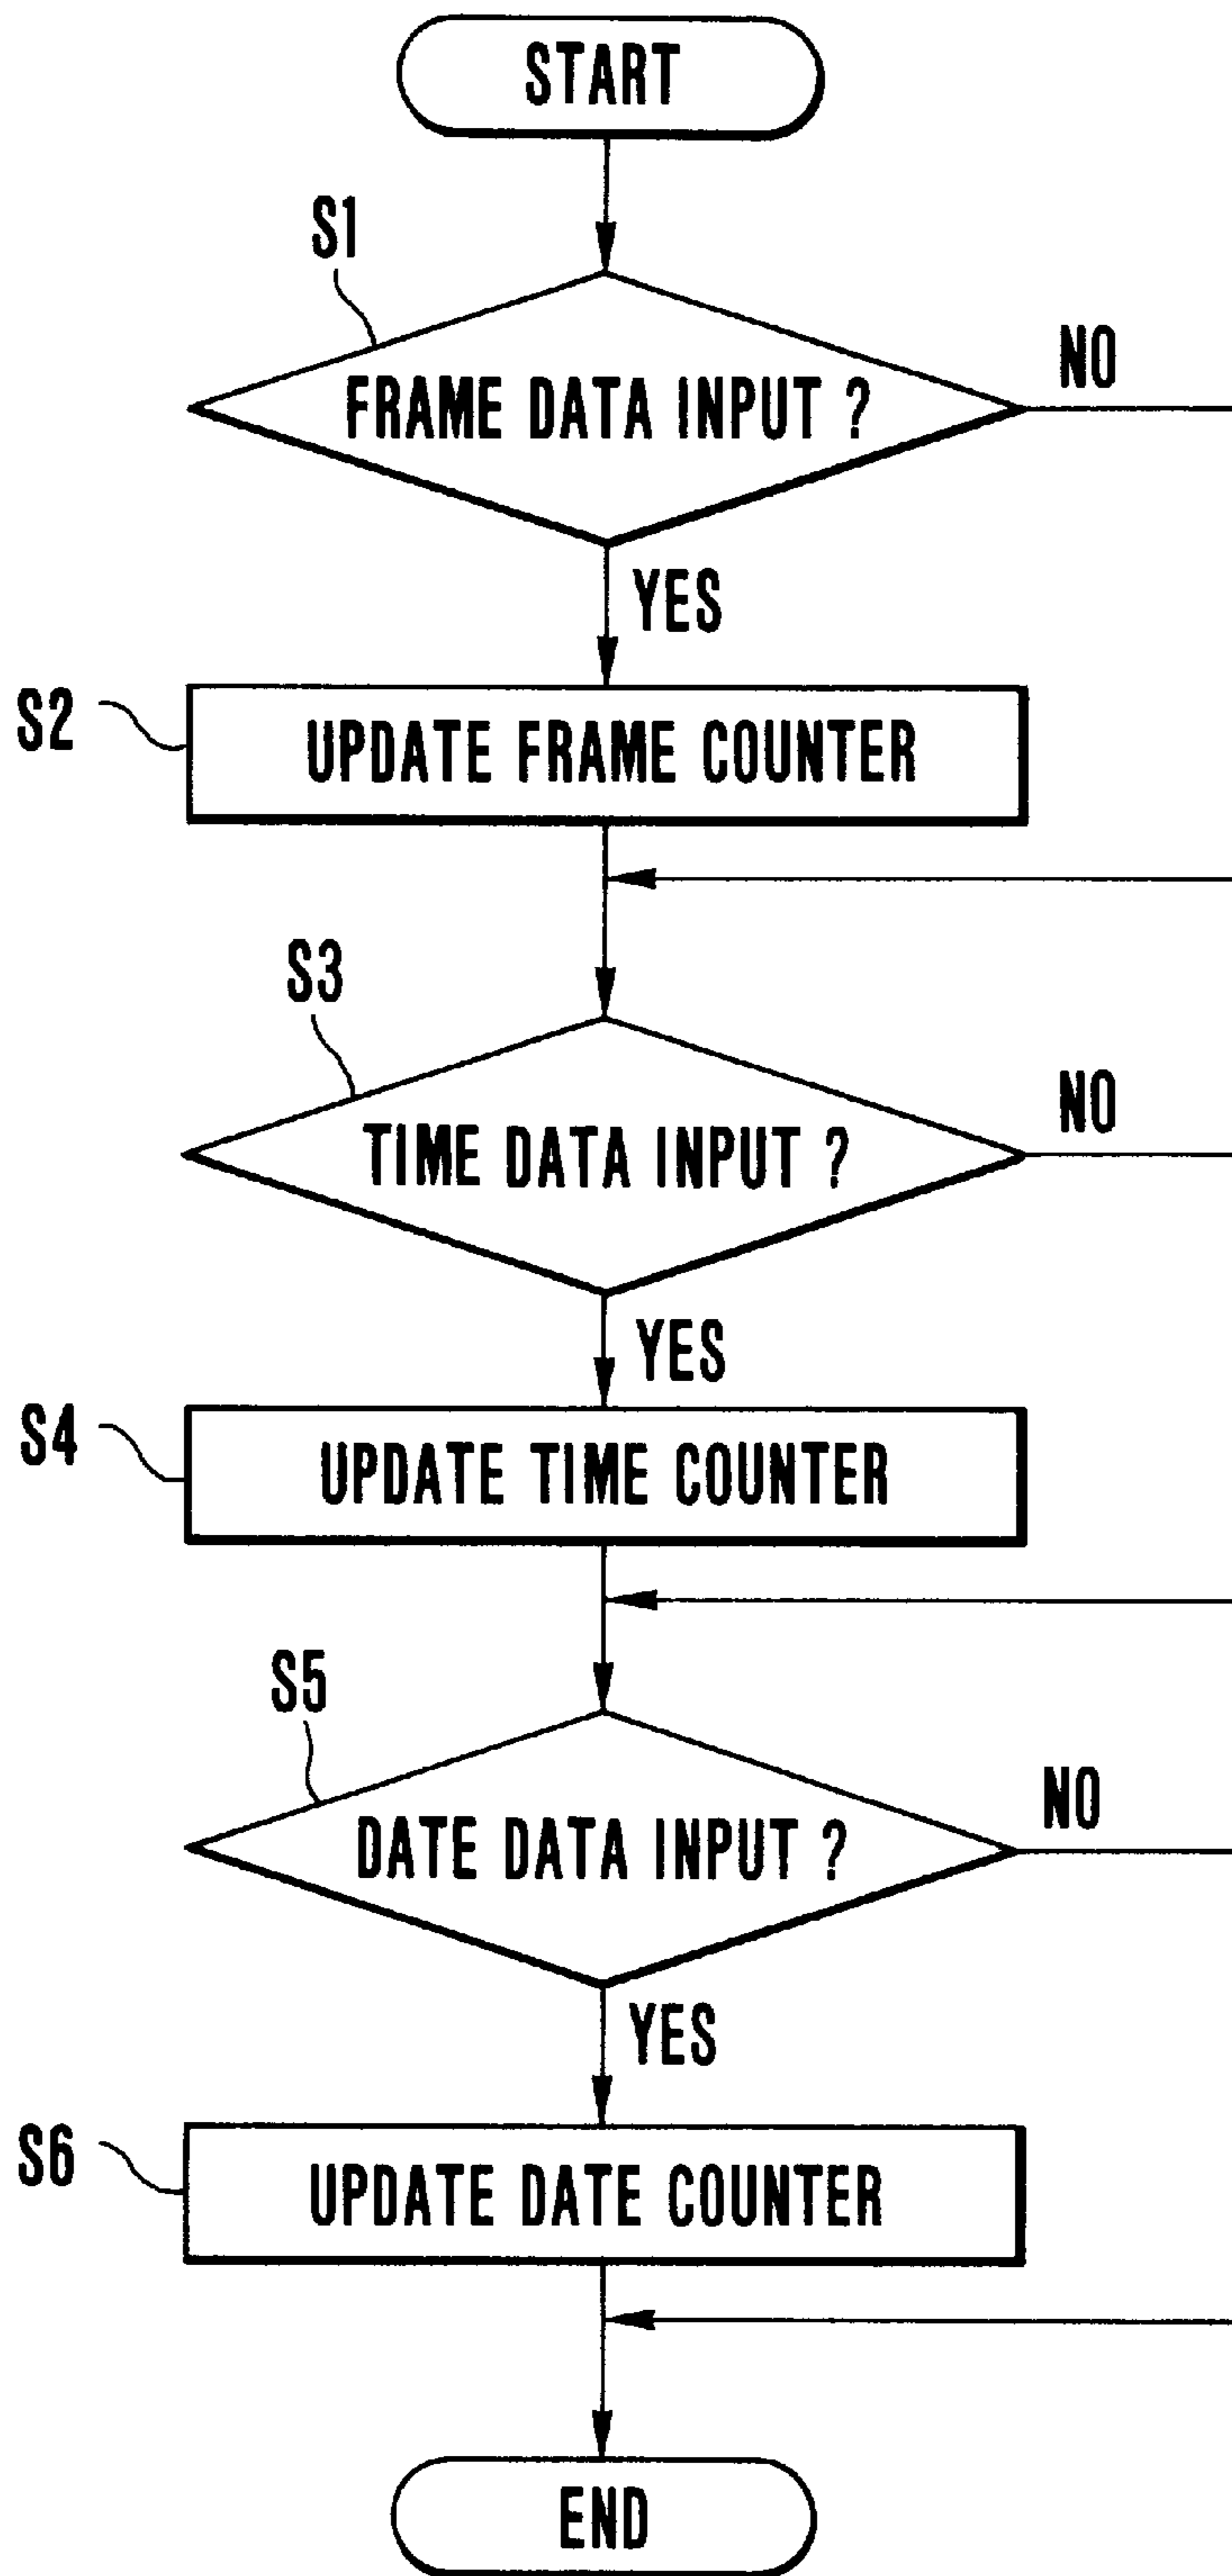 START
S1
FRAME DATA INPUT ?
NO
YES
S2
UPDATE FRAME COUNTER
S3
TIME DATA INPUT ?
NO
YES
S4
UPDATE TIME COUNTER
S5
DATE DATA INPUT ?
NO
YES
S6
UPDATE DATE COUNTER
END